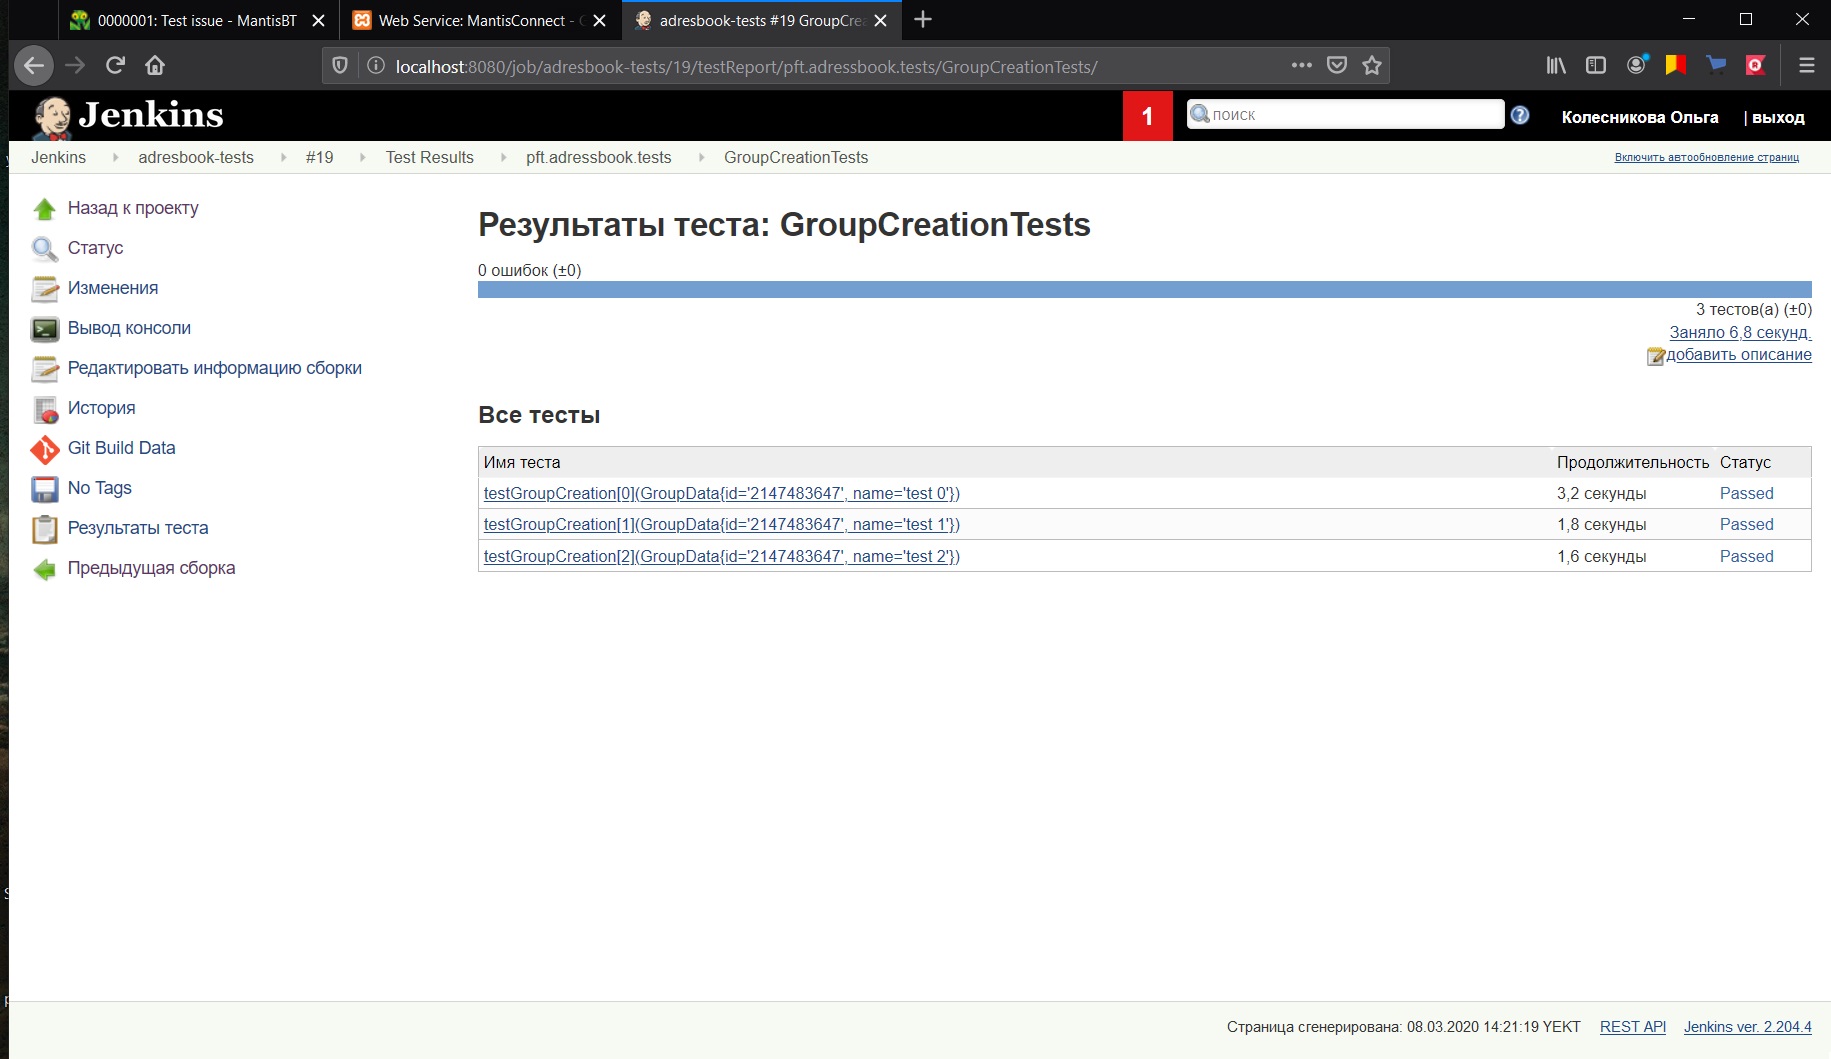 0000001: Test issue - MantisBT
Web Service: MantisConnect -
adresbook-tests #19 GroupCrea
localhost:8080/job/adresbook-tests/19/testReport/pft.adressbook.tests/GroupCreationTests/
Jenkins
1
поиск
Колесникова Ольга
| выход
Jenkins
adresbook-tests
#19
Test Results
pft.adressbook.tests
GroupCreationTests
Включить автообновление страниц
Назад к проекту
Статус
Изменения
Вывод консоли
Редактировать информацию сборки
История
Git Build Data
No Tags
Результаты теста
Предыдущая сборка
Результаты теста: GroupCreationTests
0 ошибок (±0)
3 тестов(а) (±0)
Заняло 6,8 секунд.
добавить описание
Все тесты
Имя теста Продолжительность Статус
testGroupCreation[0](GroupData{id='2147483647', name='test 0'}) 3,2 секунды Passed
testGroupCreation[1](GroupData{id='2147483647', name='test 1'}) 1,8 секунды Passed
testGroupCreation[2](GroupData{id='2147483647', name='test 2'}) 1,6 секунды Passed
Страница сгенерирована: 08.03.2020 14:21:19 YEKT REST API Jenkins ver. 2.204.4